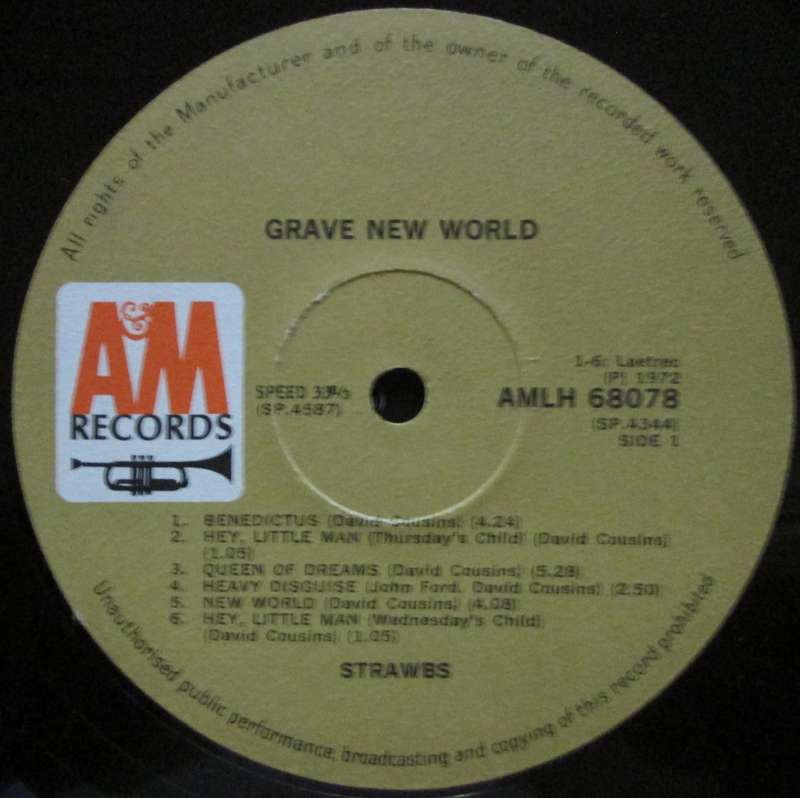 All rights of the Manufacturer and of the owner of the recorded work reserved
GRAVE NEW WORLD
A&M
RECORDS
SPEED 33⅓
(SP.4587)
1-6: Laetrec
(P) 1972
AMLH 68078
(SP.4344)
SIDE 1
1. BENEDICTUS (David Cousins) (4.24)
2. HEY, LITTLE MAN (Thursday's Child) (David Cousins)
(1.05)
3. QUEEN OF DREAMS (David Cousins) (5.28)
4. HEAVY DISGUISE (John Ford, David Cousins) (2.50)
5. NEW WORLD (David Cousins) (4.08)
6. HEY, LITTLE MAN (Wednesday's Child)
(David Cousins) (1.05)
STRAWBS
Unauthorised public performance, broadcasting and copying of this record prohibited